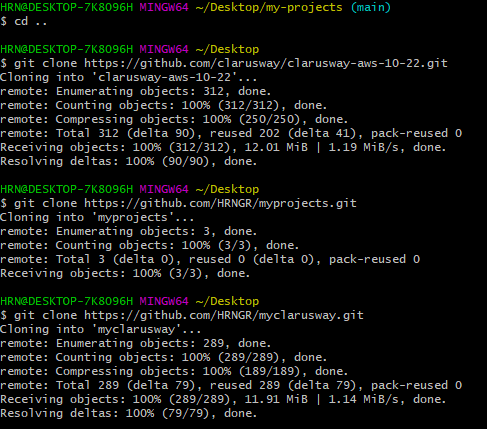 HRN@DESKTOP-7K8O96H MINGW64 ~/Desktop/my-projects (main)
$ cd ..
HRN@DESKTOP-7K8O96H MINGW64 ~/Desktop
$ git clone https://github.com/clarusway/clarusway-aws-10-22.git
Cloning into 'clarusway-aws-10-22'...
remote: Enumerating objects: 312, done.
remote: Counting objects: 100% (312/312), done.
remote: Compressing objects: 100% (250/250), done.
remote: Total 312 (delta 90), reused 202 (delta 41), pack-reused 0
Receiving objects: 100% (312/312), 12.01 MiB | 1.19 MiB/s, done.
Resolving deltas: 100% (90/90), done.
HRN@DESKTOP-7K8O96H MINGW64 ~/Desktop
$ git clone https://github.com/HRNGR/myprojects.git
Cloning into 'myprojects'...
remote: Enumerating objects: 3, done.
remote: Counting objects: 100% (3/3), done.
remote: Total 3 (delta 0), reused 0 (delta 0), pack-reused 0
Receiving objects: 100% (3/3), done.
HRN@DESKTOP-7K8O96H MINGW64 ~/Desktop
$ git clone https://github.com/HRNGR/myclarusway.git
Cloning into 'myclarusway'...
remote: Enumerating objects: 289, done.
remote: Counting objects: 100% (289/289), done.
remote: Compressing objects: 100% (189/189), done.
remote: Total 289 (delta 79), reused 289 (delta 79), pack-reused 0
Receiving objects: 100% (289/289), 11.91 MiB | 1.14 MiB/s, done.
Resolving deltas: 100% (79/79), done.